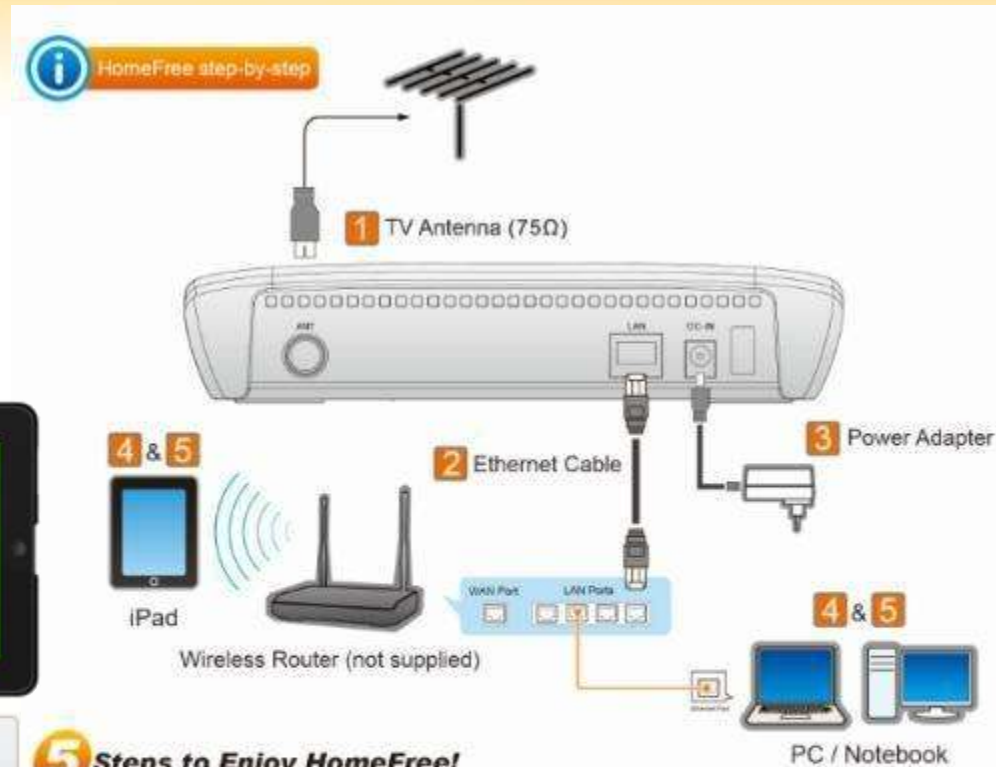 HomeFree step-by-step
1 TV Antenna (75Ω)
ANT
LAN
DC-IN
3 Power Adapter
2 Ethernet Cable
4 & 5
iPad
Wireless Router (not supplied)
WAN Port
LAN Ports
4 & 5
Ethernet Port
PC / Notebook
5 Steps to Enjoy HomeFree!